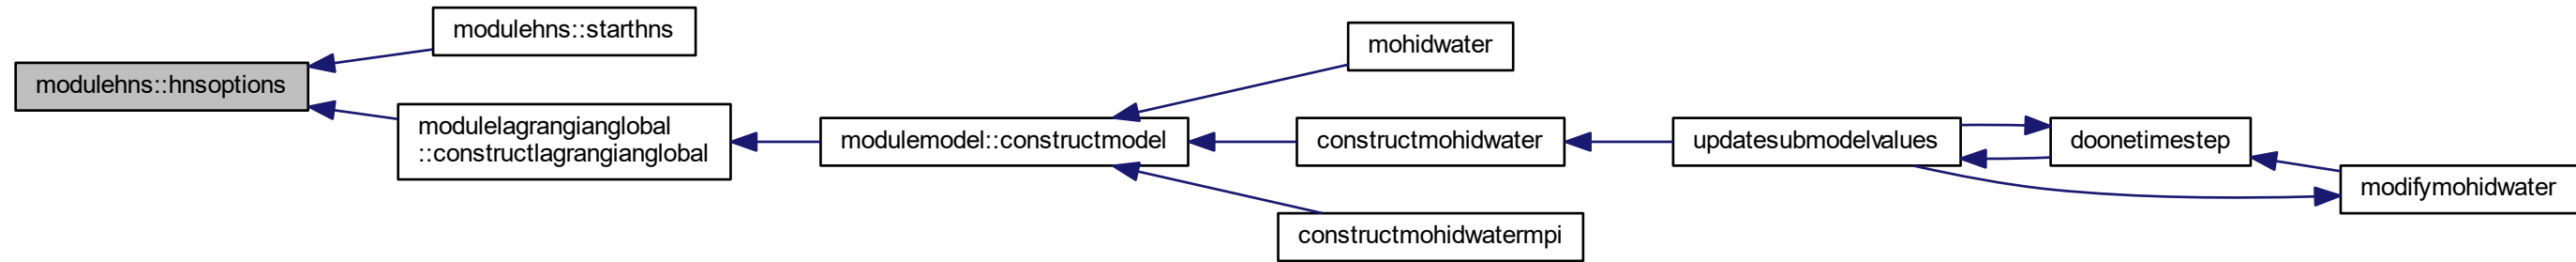 modulehns::hnsoptions
modulehns::starthns
modulelagrangianglobal
::constructlagrangianglobal
modulemodel::constructmodel
mohidwater
constructmohidwater
constructmohidwatermpi
updatesubmodelvalues
doonetimestep
modifymohidwater